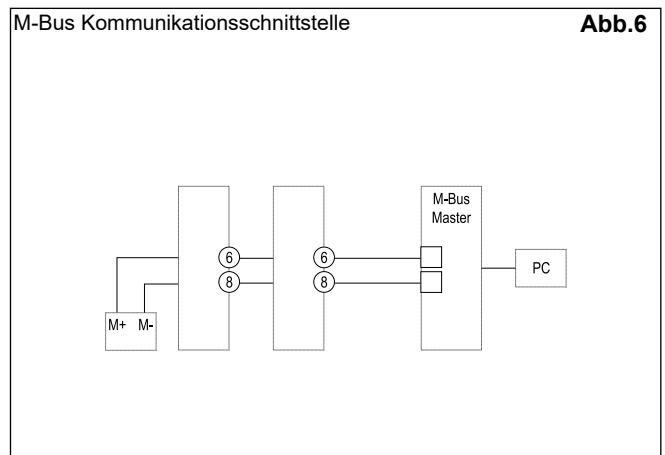 M-Bus Kommunikationsschnittstelle Abb.6
M-Bus
Master
6 6
8 8
PC
M+ M-